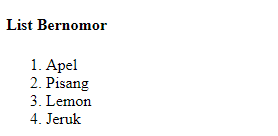 List Bernomor
1. Apel
2. Pisang
3. Lemon
4. Jeruk